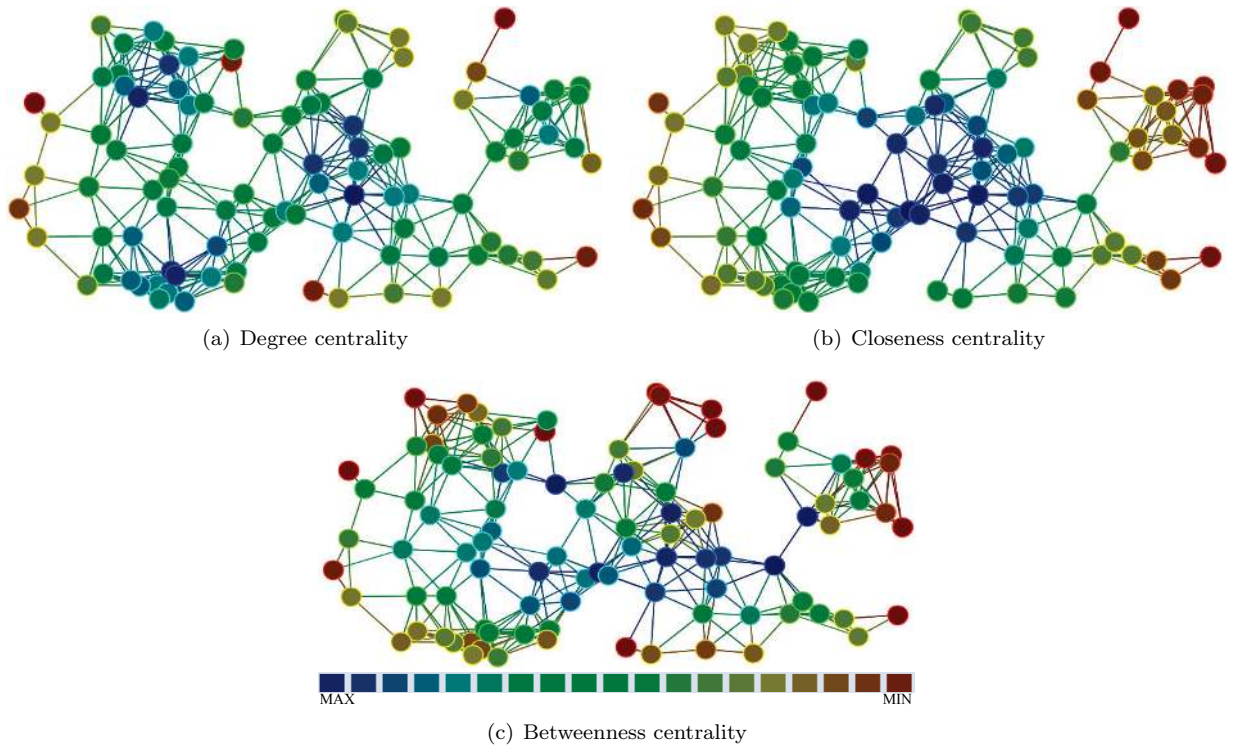 (a) Degree centrality
(b) Closeness centrality
MAX
MIN
(c) Betweenness centrality